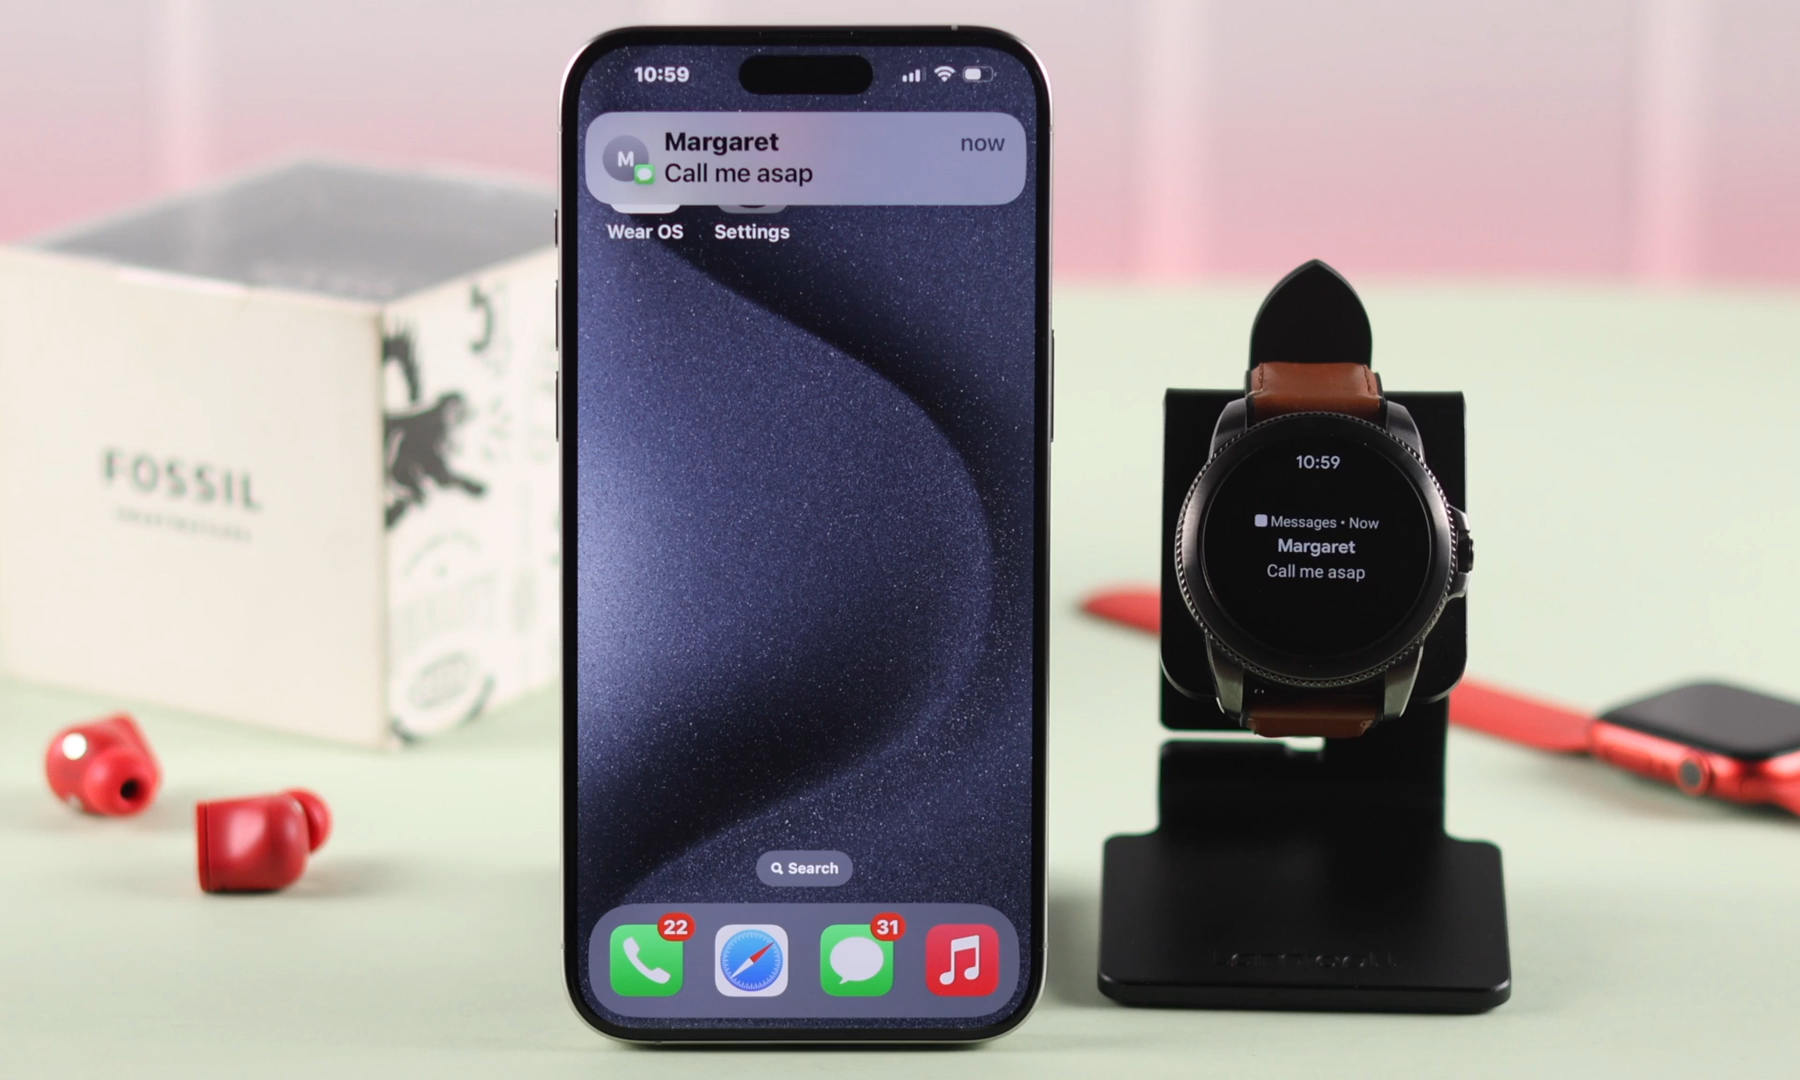 10:59
Margaret
now
M
Call me asap
Wear OS
Settings
FOSSIL
10:59
Messages • Now
Margaret
Call me asap
Search
22
31